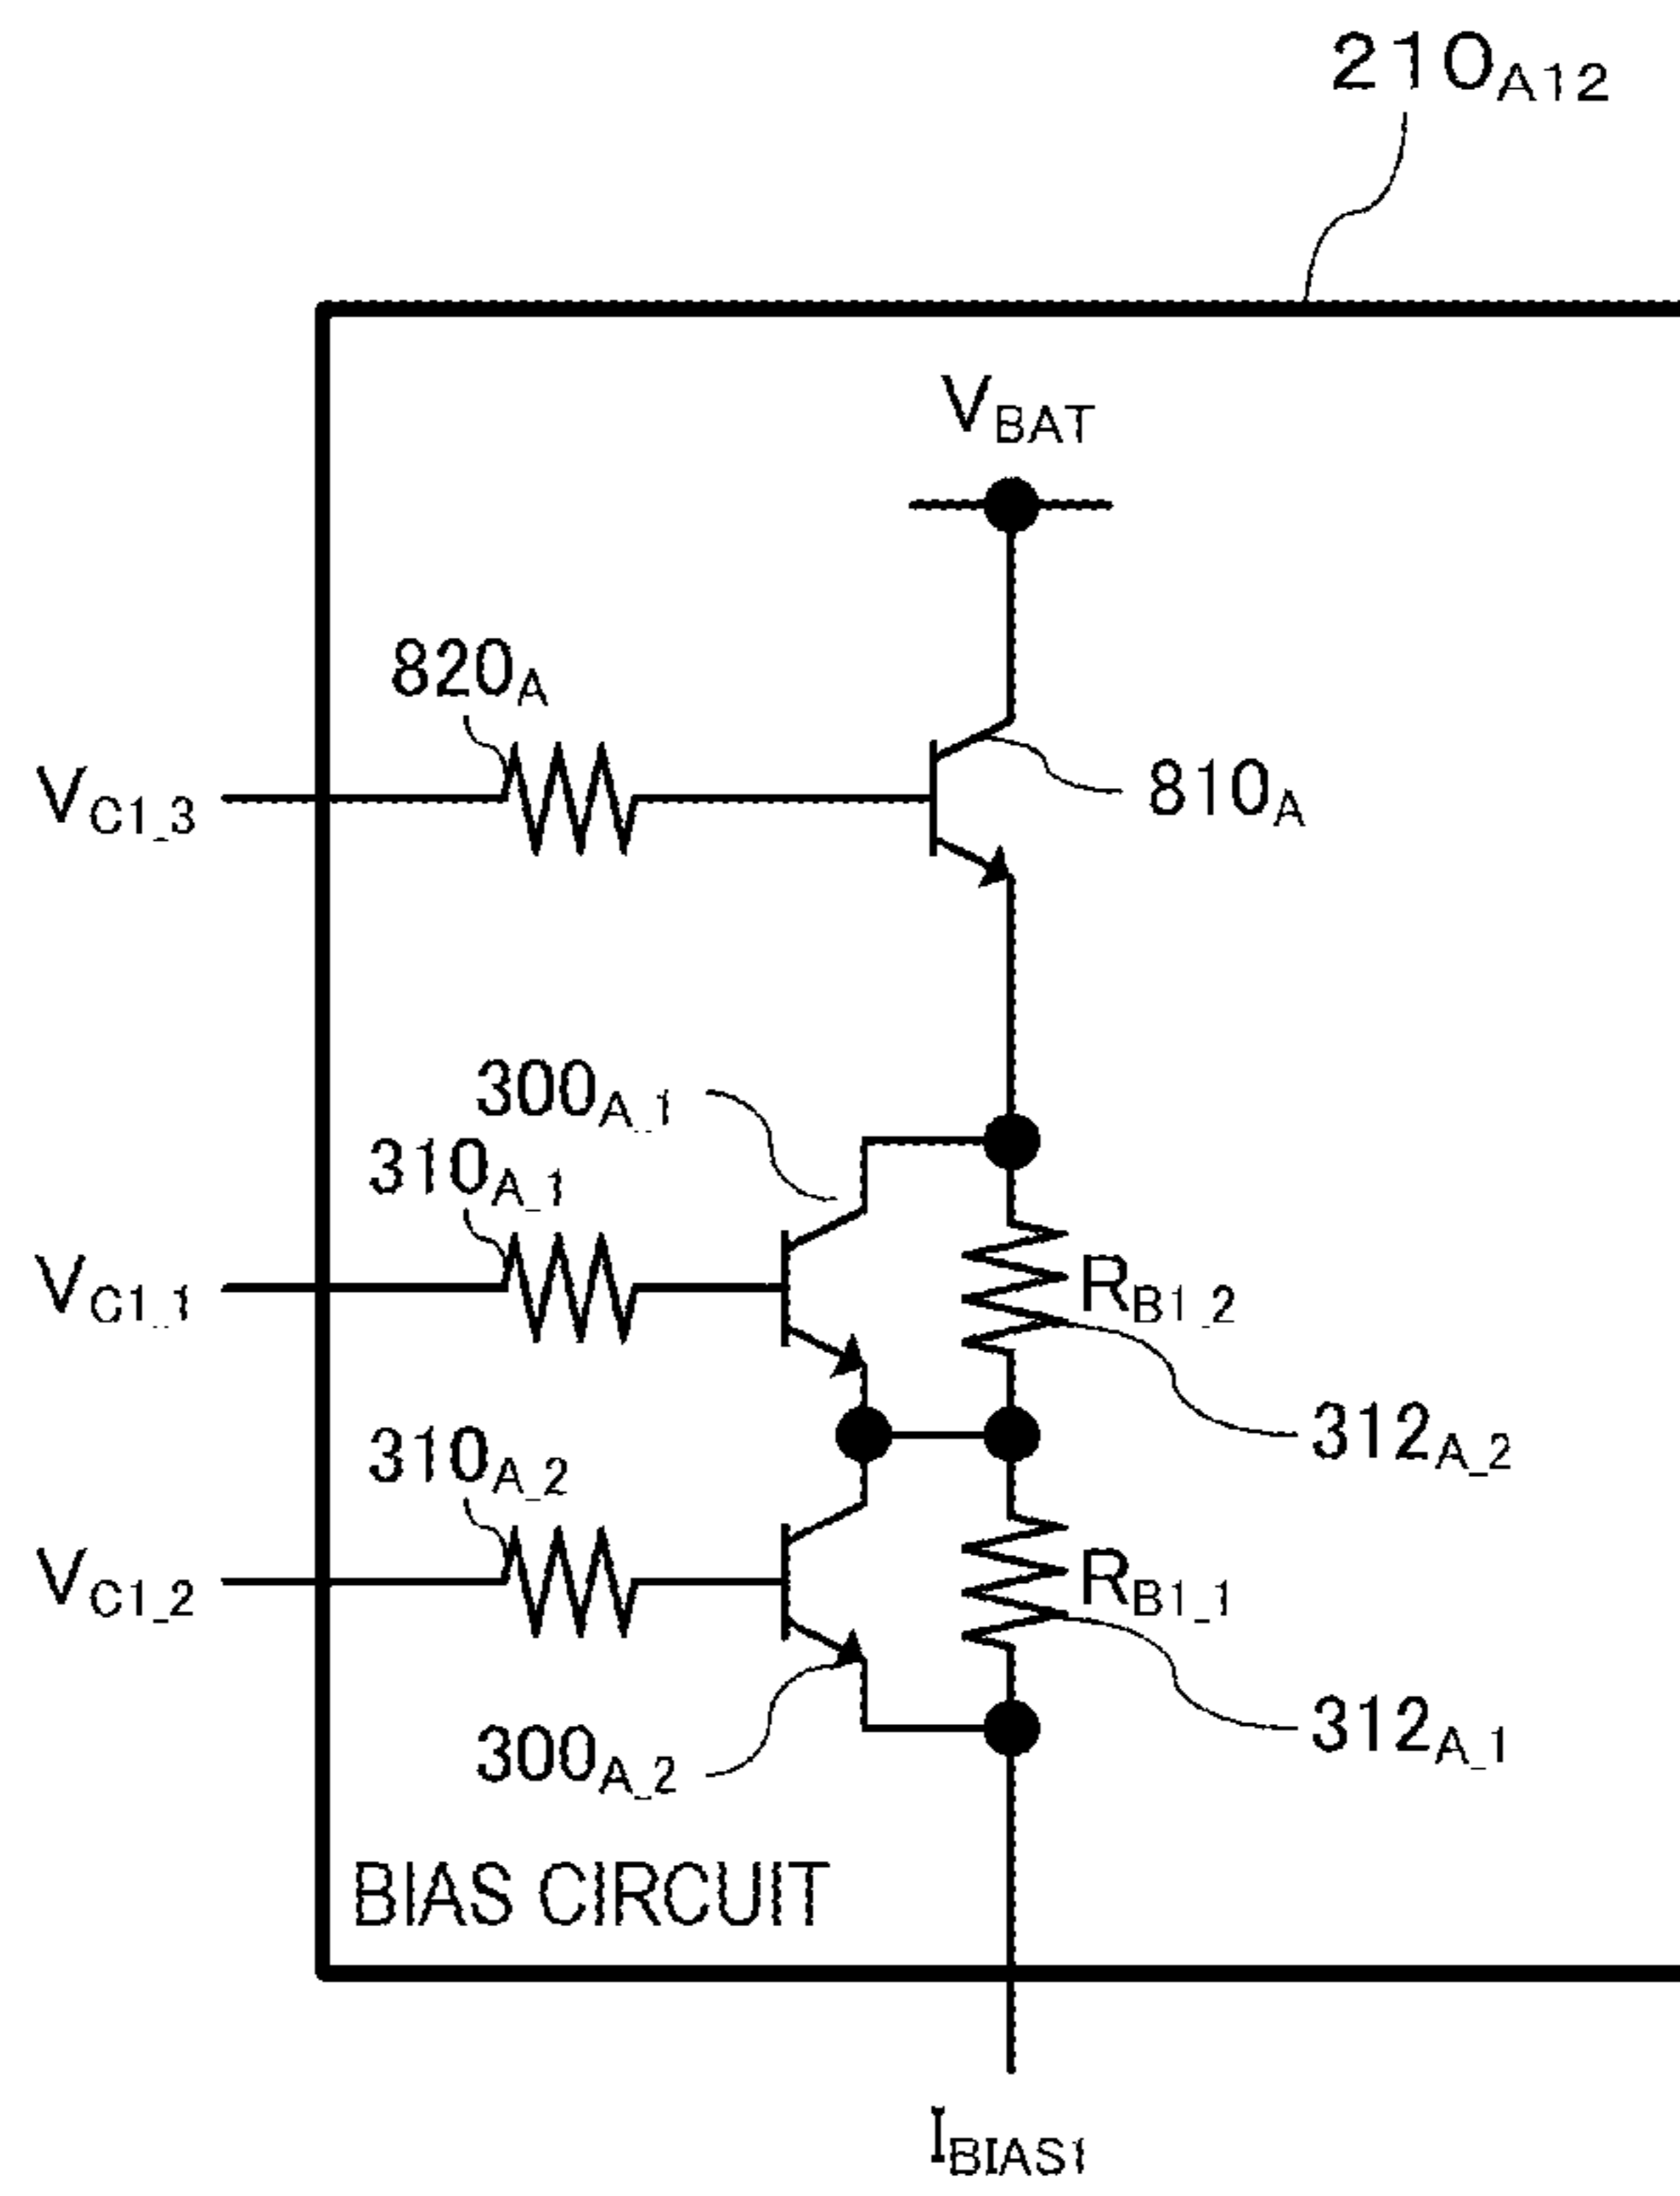 210A12
VBAT
820A
VC1_3
810A
300A_1
310A_1
VC1_1
RB1_2
312A_2
310A_2
VC1_2
RB1_1
312A_1
300A_2
BIAS CIRCUIT
IBIAS1